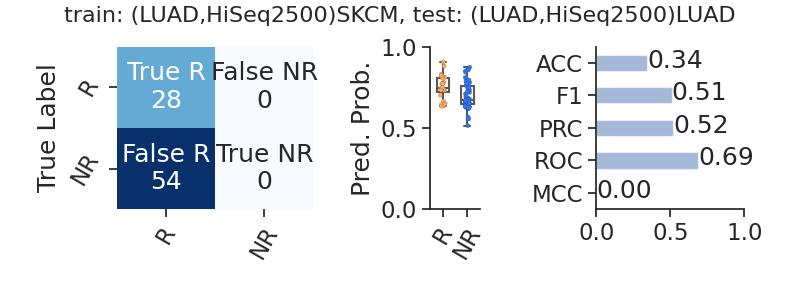 train: (LUAD,HiSeq2500)SKCM, test: (LUAD,HiSeq2500)LUAD
True Label
R
NR
True R
28
False NR
0
False R
54
True NR
0
R
NR
Pred. Prob.
1.0
0.5
0.0
R
NR
ACC
0.34
F1
0.51
PRC
0.52
ROC
0.69
MCC
0.00
0.0
0.5
1.0